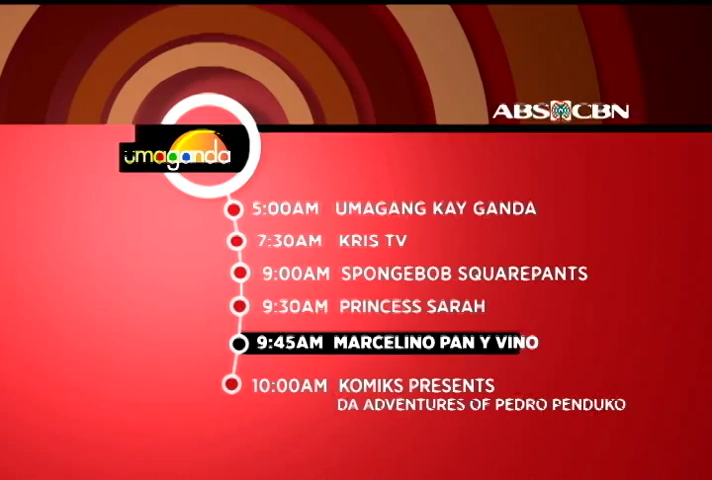 ABS CBN
umaganda
5:00AM UMAGANG KAY GANDA
7:30AM KRIS TV
9:00AM SPONGEBOB SQUAREPANTS
9:30AM PRINCESS SARAH
9:45AM MARCELINO PAN Y VINO
10:00AM KOMIKS PRESENTS
DA ADVENTURES OF PEDRO PENDUKO